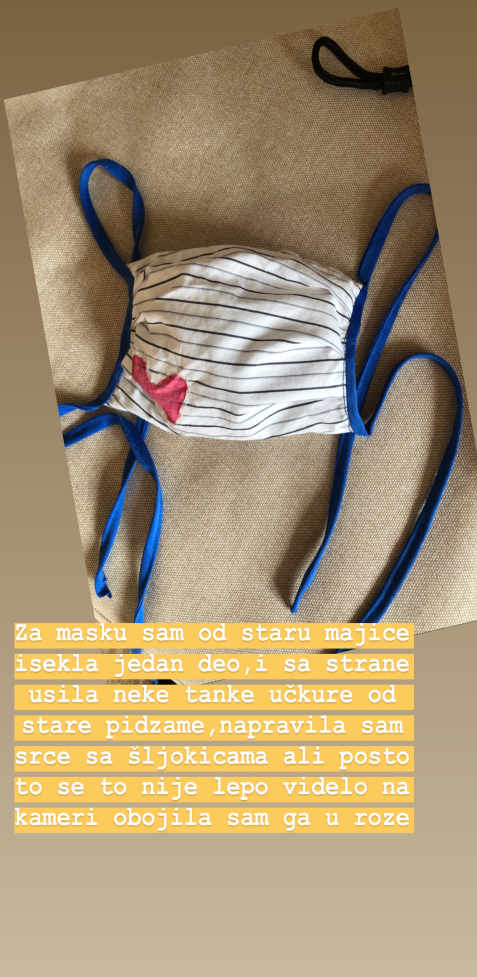 Za masku sam od staru majice
isekla jedan deo,i sa strane
usila neke tanke učkure od
stare pidzame,napravila sam
srce sa šljokicama ali posto
to se to nije lepo videlo na
kameri obojila sam ga u roze